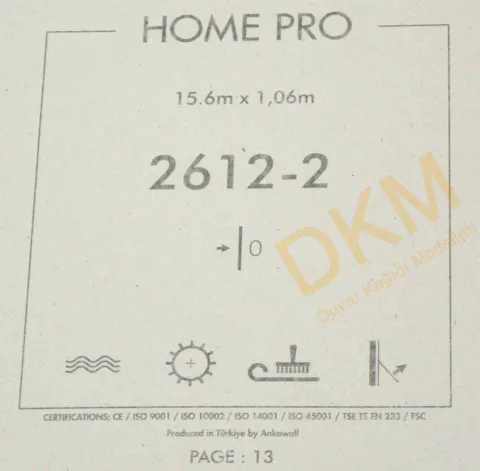 HOME PRO
15.6m x 1,06m
2612-2
0
DKM
Duvar Kağıdı Modelleri
CERTIFICATIONS: CE / ISO 9001 / ISO 10002 / ISO 14001 / ISO 45001 / TSE TS EN 233 / FSC
Produced in Türkiye by Ankawall
PAGE : 13